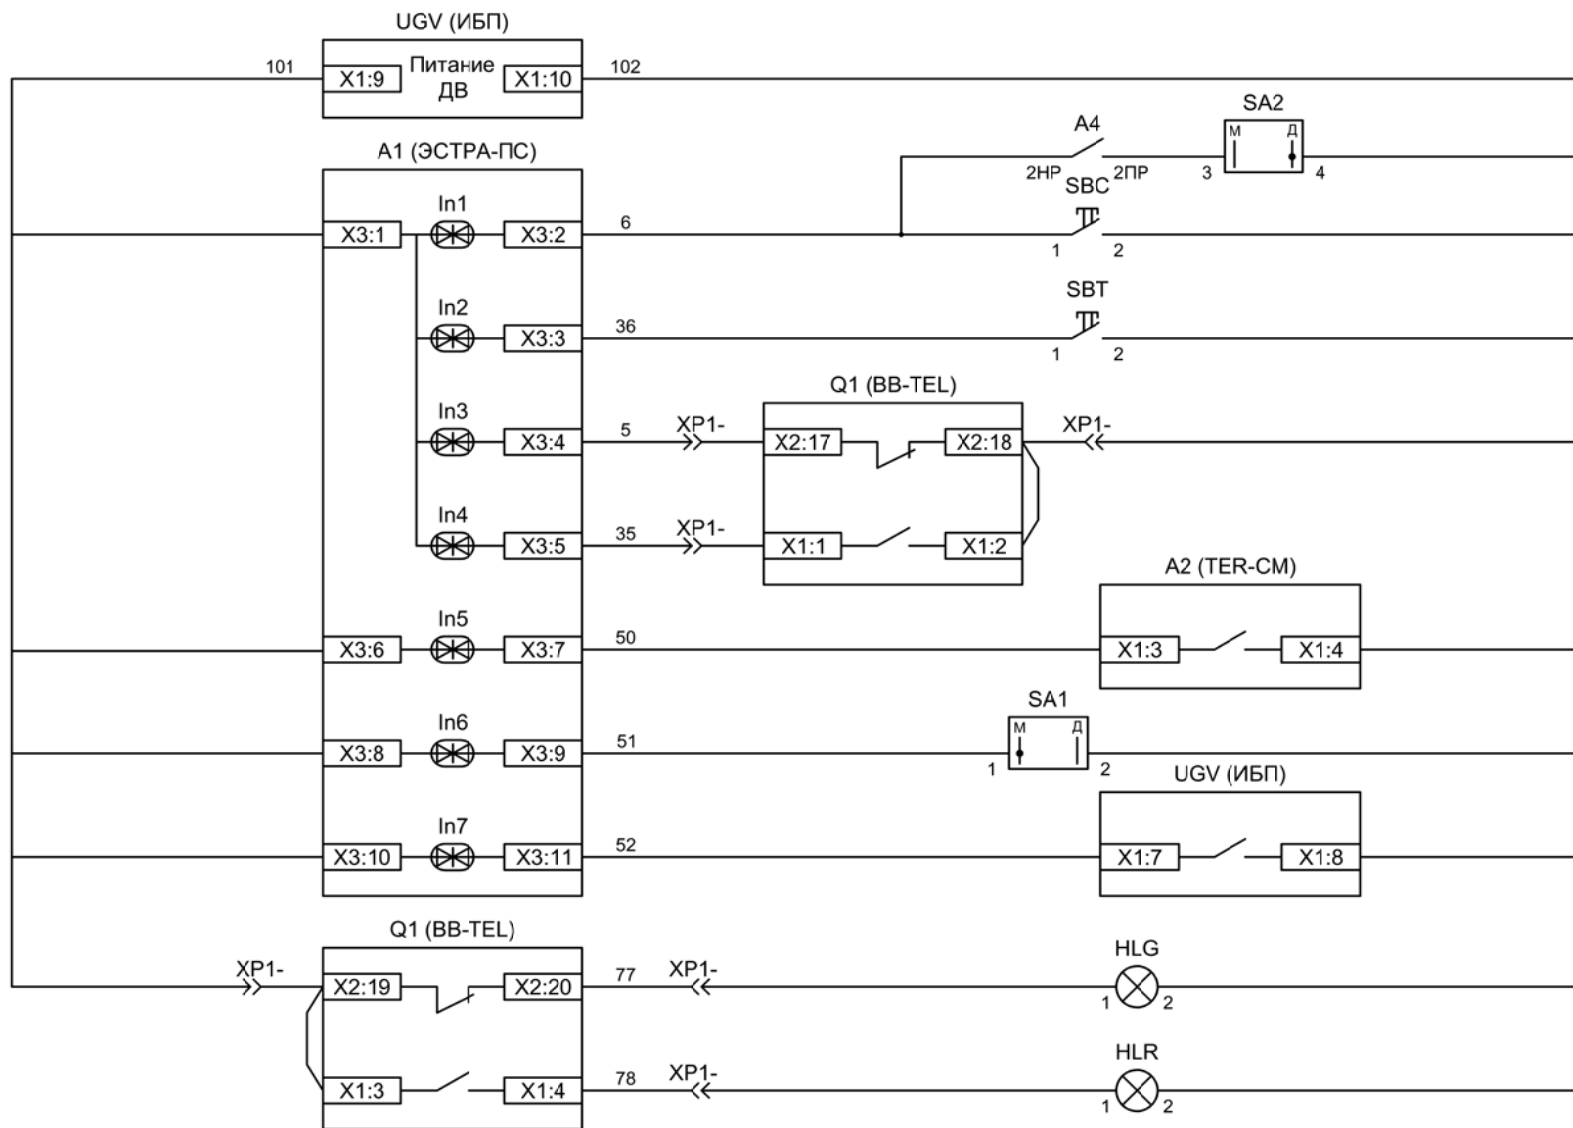 UGV (ИБП)
101 X1:9 Питание ДВ X1:10 102
SA2
A4
М Д
2НР 2ПР 3 4
A1 (ЭСТРА-ПС)
SBC
In1
X3:1 X3:2 6
1 2
In2
SBT
X3:3 36
1 2
Q1 (BB-TEL)
In3
X3:4 5 XP1- X2:17 X2:18 XP1-
In4
X3:5 35 XP1- X1:1 X1:2
A2 (TER-CM)
In5
X3:6 X3:7 50 X1:3 X1:4
SA1
In6
М Д
X3:8 X3:9 51 1 2
UGV (ИБП)
In7
X3:10 X3:11 52 X1:7 X1:8
Q1 (BB-TEL)
HLG
XP1- X2:19 X2:20 77 XP1- 1 2
HLR
X1:3 X1:4 78 XP1- 1 2